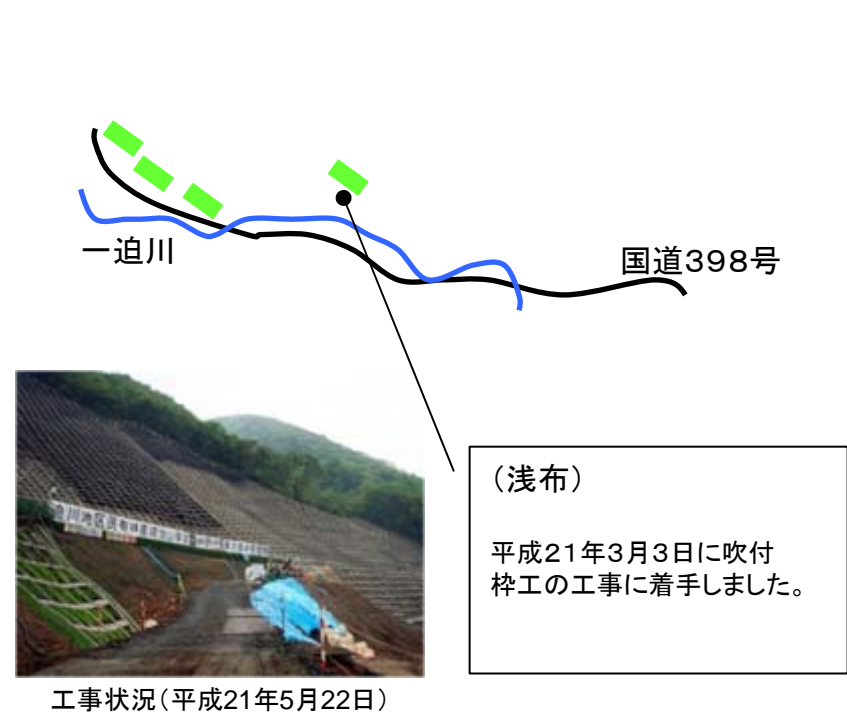 一迫川
国道398号
(浅布)
平成21年3月3日に吹付
枠工の工事に着手しました。
工事状況(平成21年5月22日)